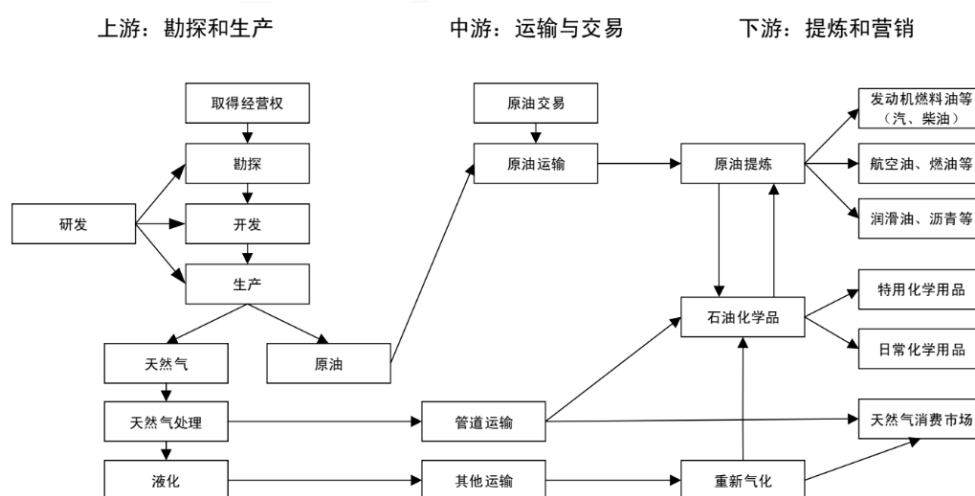 上游：勘探和生产
中游：运输与交易
下游：提炼和营销
取得经营权
原油交易
发动机燃料油等
（汽、柴油）
勘探
原油运输
原油提炼
航空油、燃油等
研发
开发
润滑油、沥青等
生产
石油化学品
特用化学用品
天然气
原油
日常化学用品
天然气处理
管道运输
天然气消费市场
液化
其他运输
重新气化